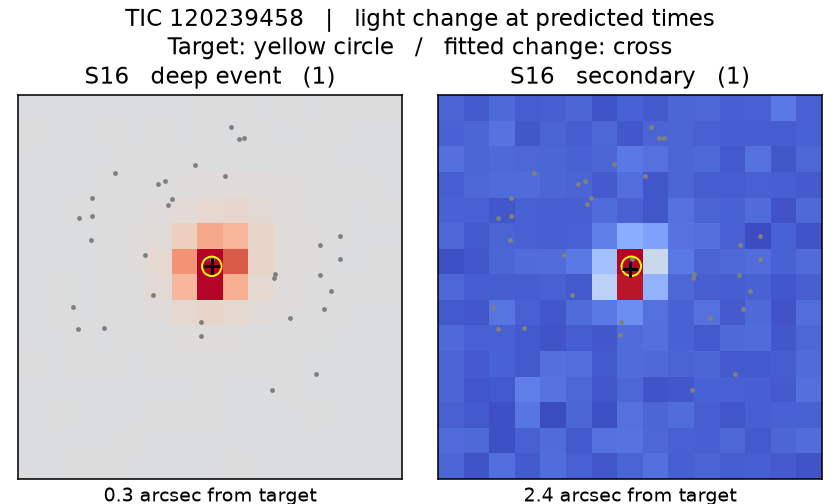 TIC 120239458   |   light change at predicted times
Target: yellow circle   /   fitted change: cross
S16   deep event   (1)
S16   secondary   (1)
0.3 arcsec from target
2.4 arcsec from target